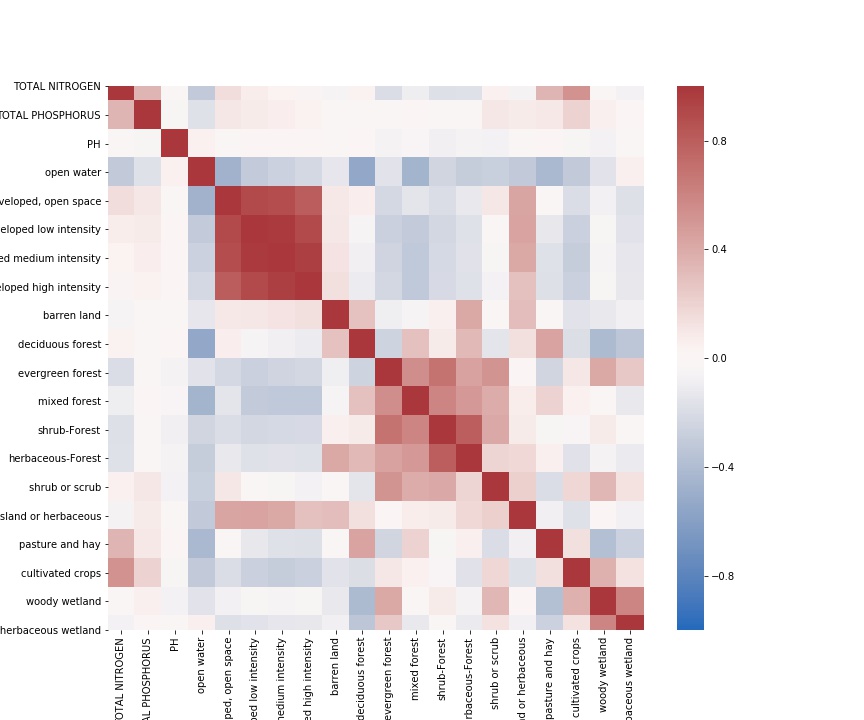 TOTAL NITROGEN
OTAL PHOSPHORUS
PH
open water
veloped, open space
eloped low intensity
ed medium intensity
eloped high intensity
barren land
deciduous forest
evergreen forest
mixed forest
shrub-Forest
herbaceous-Forest
shrub or scrub
sland or herbaceous
pasture and hay
cultivated crops
woody wetland
herbaceous wetland
OTAL NITROGEN
AL PHOSPHORUS
PH
open water
ped, open space
ped low intensity
nedium intensity
ed high intensity
barren land
deciduous forest
evergreen forest
mixed forest
shrub-Forest
rbaceous-Forest
shrub or scrub
nd or herbaceous
pasture and hay
cultivated crops
woody wetland
baceous wetland
0.8
0.4
0.0
−0.4
−0.8